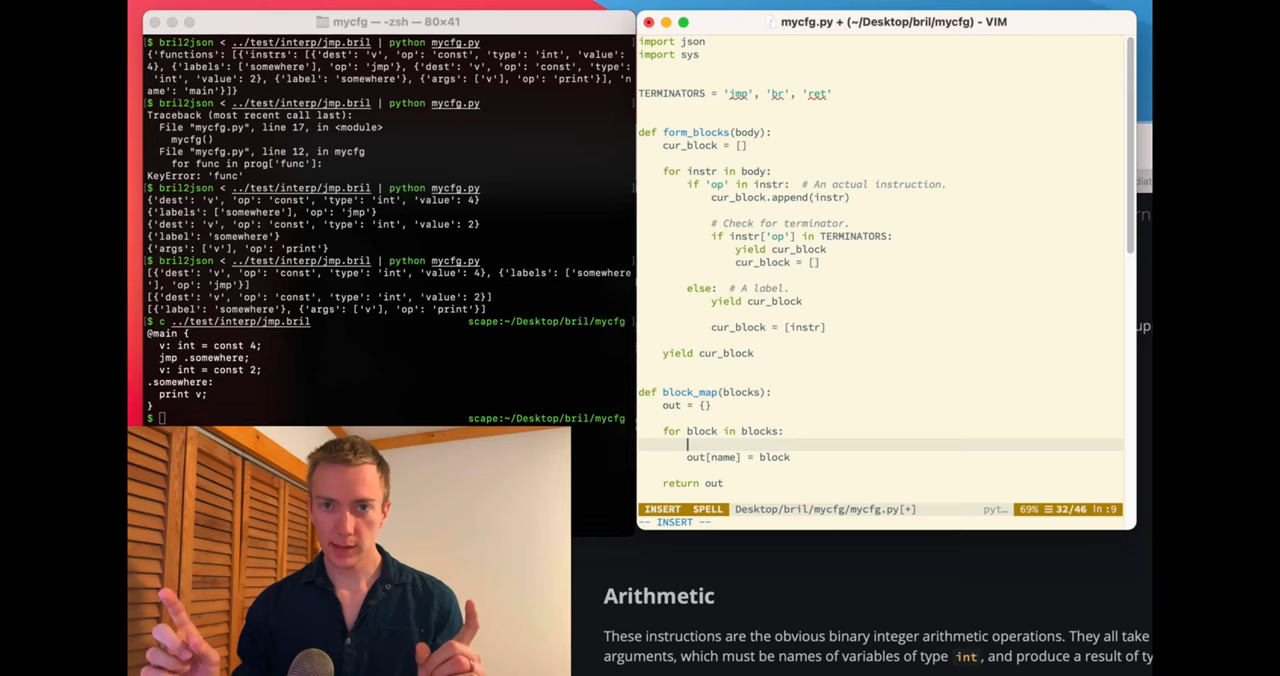 mycfg — -zsh — 80×41
$ bril2json < ../test/interp/jmp.bril | python mycfg.py
{'functions': [{'instrs': [{'dest': 'v', 'op': 'const', 'type': 'int', 'value':
4}, {'labels': ['somewhere'], 'op': 'jmp'}, {'dest': 'v', 'op': 'const', 'type':
'int', 'value': 2}, {'label': 'somewhere'}, {'args': ['v'], 'op': 'print'}], 'n
ame': 'main'}]}
$ bril2json < ../test/interp/jmp.bril | python mycfg.py
Traceback (most recent call last):
File "mycfg.py", line 17, in <module>
mycfg()
File "mycfg.py", line 12, in mycfg
for func in prog['func']:
KeyError: 'func'
$ bril2json < ../test/interp/jmp.bril | python mycfg.py
{'dest': 'v', 'op': 'const', 'type': 'int', 'value': 4}
{'labels': ['somewhere'], 'op': 'jmp'}
{'dest': 'v', 'op': 'const', 'type': 'int', 'value': 2}
{'label': 'somewhere'}
{'args': ['v'], 'op': 'print'}
$ bril2json < ../test/interp/jmp.bril | python mycfg.py
[{'dest': 'v', 'op': 'const', 'type': 'int', 'value': 4}, {'labels': ['somewhere
'], 'op': 'jmp'}]
[{'dest': 'v', 'op': 'const', 'type': 'int', 'value': 2}]
[{'label': 'somewhere'}, {'args': ['v'], 'op': 'print'}]
$ c ../test/interp/jmp.bril scape:~/Desktop/bril/mycfg
@main {
v: int = const 4;
jmp .somewhere;
v: int = const 2;
.somewhere:
print v;
}
$ scape:~/Desktop/bril/mycfg
mycfg.py + (~/Desktop/bril/mycfg) - VIM
import json
import sys
TERMINATORS = 'jmp', 'br', 'ret'
def form_blocks(body):
cur_block = []
for instr in body:
if 'op' in instr: # An actual instruction.
cur_block.append(instr)
# Check for terminator.
if instr['op'] in TERMINATORS:
yield cur_block
cur_block = []
else: # A label.
yield cur_block
cur_block = [instr]
yield cur_block
def block_map(blocks):
out = {}
for block in blocks:
out[name] = block
return out
INSERT SPELL Desktop/bril/mycfg/mycfg.py[+] pyt… 69% ☰ 32/46 ln :9
-- INSERT --
Arithmetic
These instructions are the obvious binary integer arithmetic operations. They all take
arguments, which must be names of variables of type int, and produce a result of ty